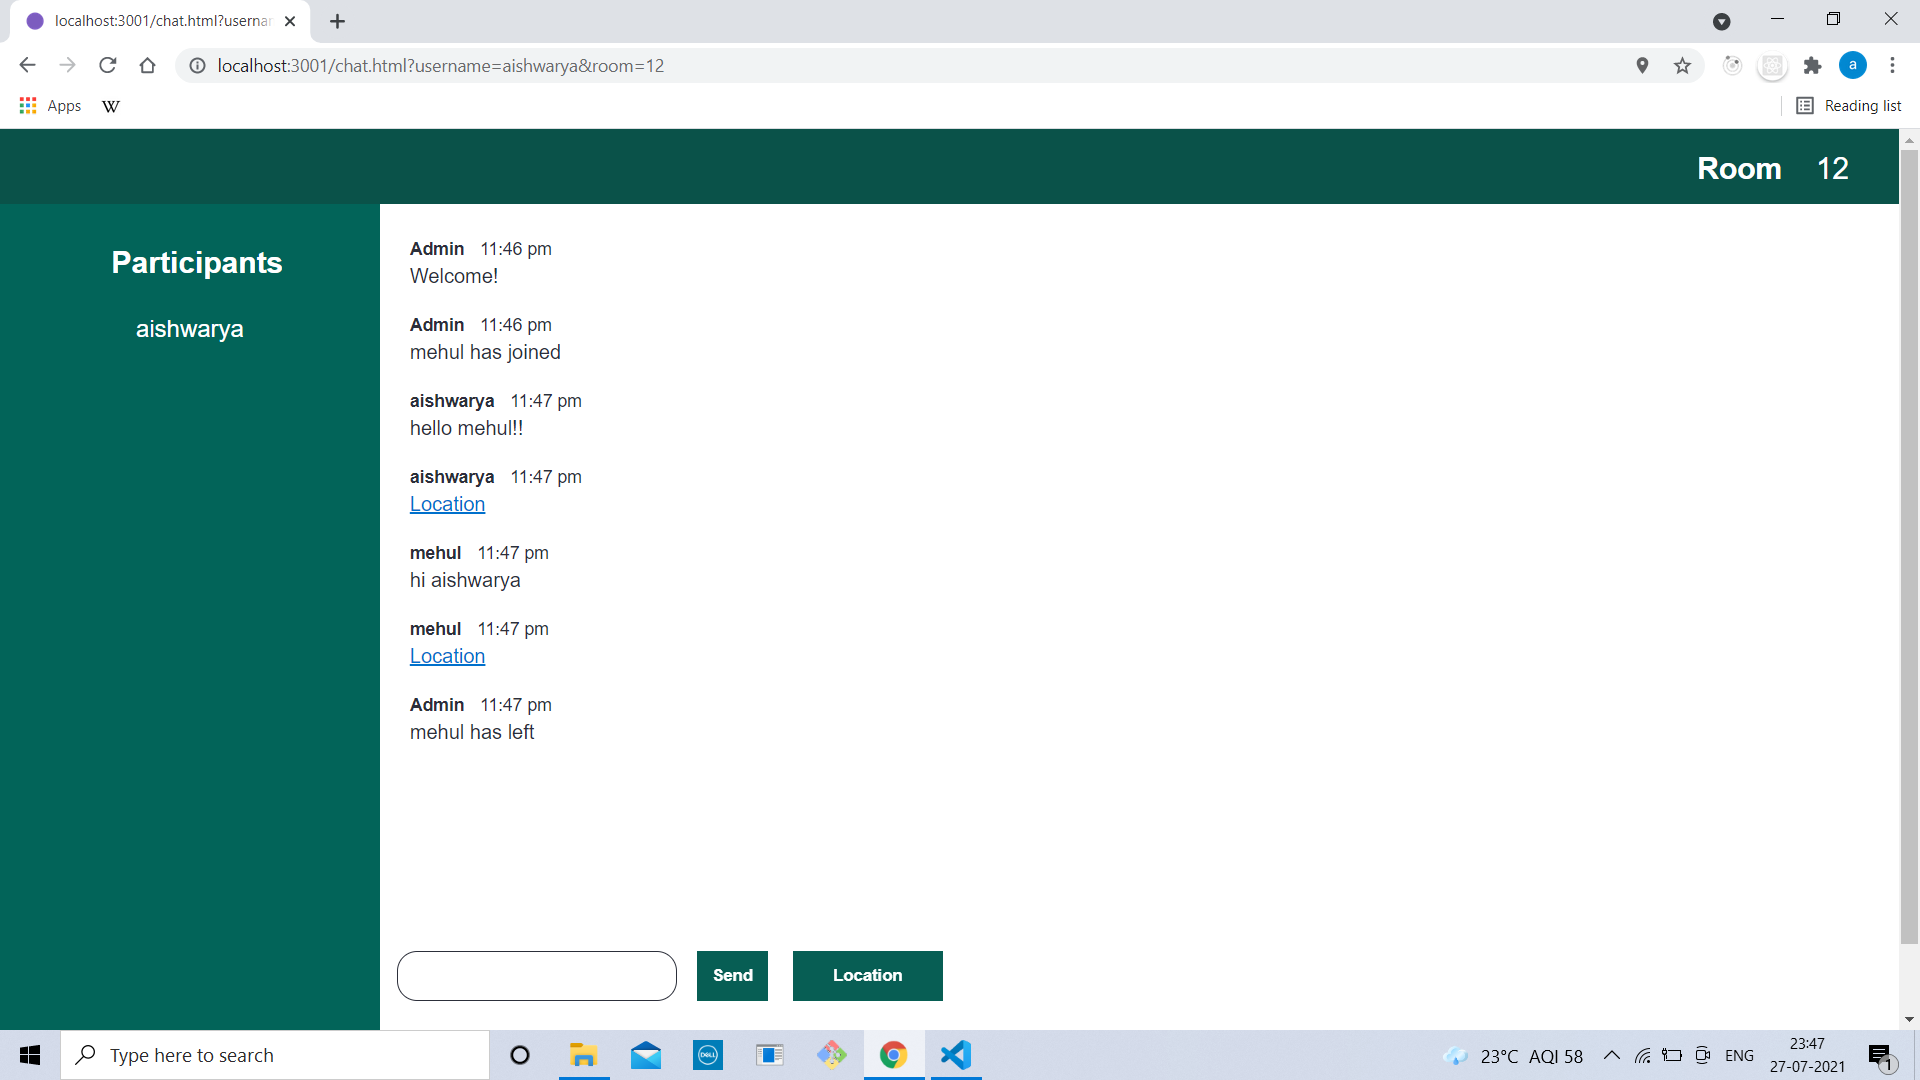 localhost:3001/chat.html?userna
localhost:3001/chat.html?username=aishwarya&room=12
a
Apps
W
Reading list
Room 12
Participants
aishwarya
Admin 11:46 pm
Welcome!
Admin 11:46 pm
mehul has joined
aishwarya 11:47 pm
hello mehul!!
aishwarya 11:47 pm
Location
mehul 11:47 pm
hi aishwarya
mehul 11:47 pm
Location
Admin 11:47 pm
mehul has left
Send
Location
Type here to search
DELL
23°C AQI 58
ENG
23:47
27-07-2021
1